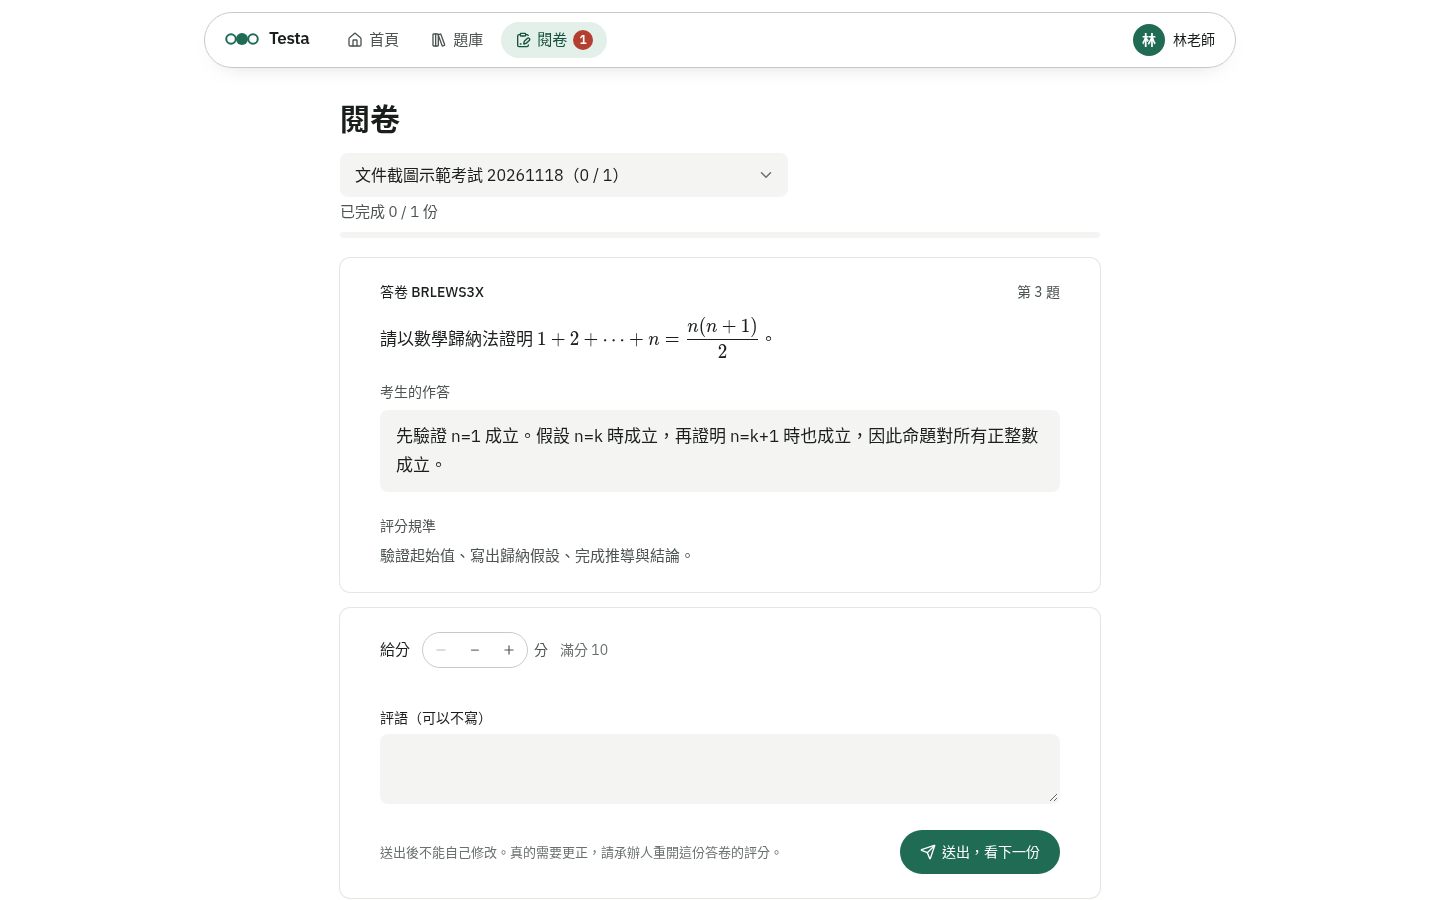 Testa
首頁
題庫
閱卷 1
林 林老師
閱卷
文件截圖示範考試 20261118（0 / 1）
已完成 0 / 1 份
答卷 BRLEWS3X
第 3 題
請以數學歸納法證明 1 + 2 + ⋯ + n = n(n + 1) / 2。
考生的作答
先驗證 n=1 成立。假設 n=k 時成立，再證明 n=k+1 時也成立，因此命題對所有正整數
成立。
評分規準
驗證起始值、寫出歸納假設、完成推導與結論。
給分 − − + 分 滿分 10
評語（可以不寫）
送出後不能自己修改。真的需要更正，請承辦人重開這份答卷的評分。
送出，看下一份